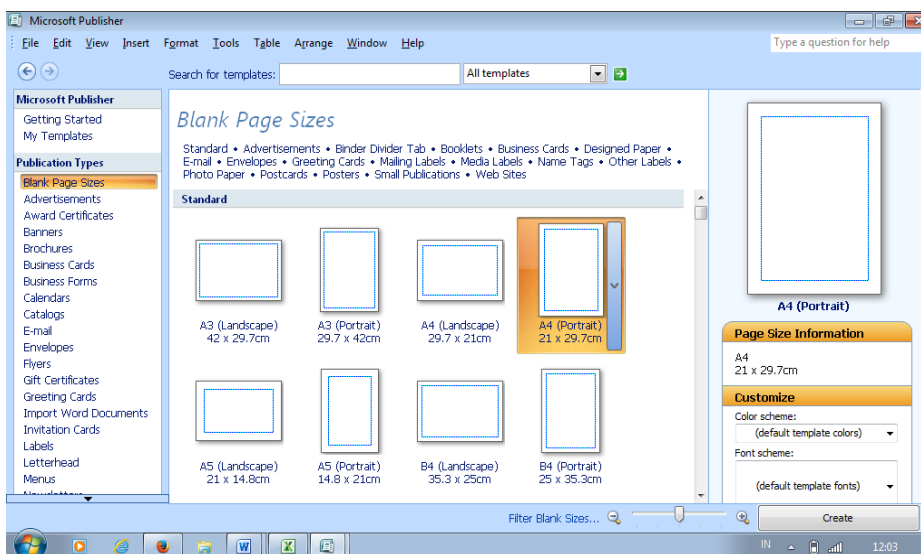 Microsoft Publisher
File Edit View Insert Format Tools Table Arrange Window Help
Type a question for help
Search for templates:
All templates
Microsoft Publisher
Getting Started
My Templates
Publication Types
Blank Page Sizes
Advertisements
Award Certificates
Banners
Brochures
Business Cards
Business Forms
Calendars
Catalogs
E-mail
Envelopes
Flyers
Gift Certificates
Greeting Cards
Import Word Documents
Invitation Cards
Labels
Letterhead
Menus
Newsletters
Blank Page Sizes
Standard • Advertisements • Binder Divider Tab • Booklets • Business Cards • Designed Paper •
E-mail • Envelopes • Greeting Cards • Mailing Labels • Media Labels • Name Tags • Other Labels •
Photo Paper • Postcards • Posters • Small Publications • Web Sites
Standard
A3 (Landscape)
42 x 29.7cm
A3 (Portrait)
29.7 x 42cm
A4 (Landscape)
29.7 x 21cm
A4 (Portrait)
21 x 29.7cm
A5 (Landscape)
21 x 14.8cm
A5 (Portrait)
14.8 x 21cm
B4 (Landscape)
35.3 x 25cm
B4 (Portrait)
25 x 35.3cm
A4 (Portrait)
Page Size Information
A4
21 x 29.7cm
Customize
Color scheme:
(default template colors)
Font scheme:
(default template fonts)
Filter Blank Sizes...
Create
IN
12:03